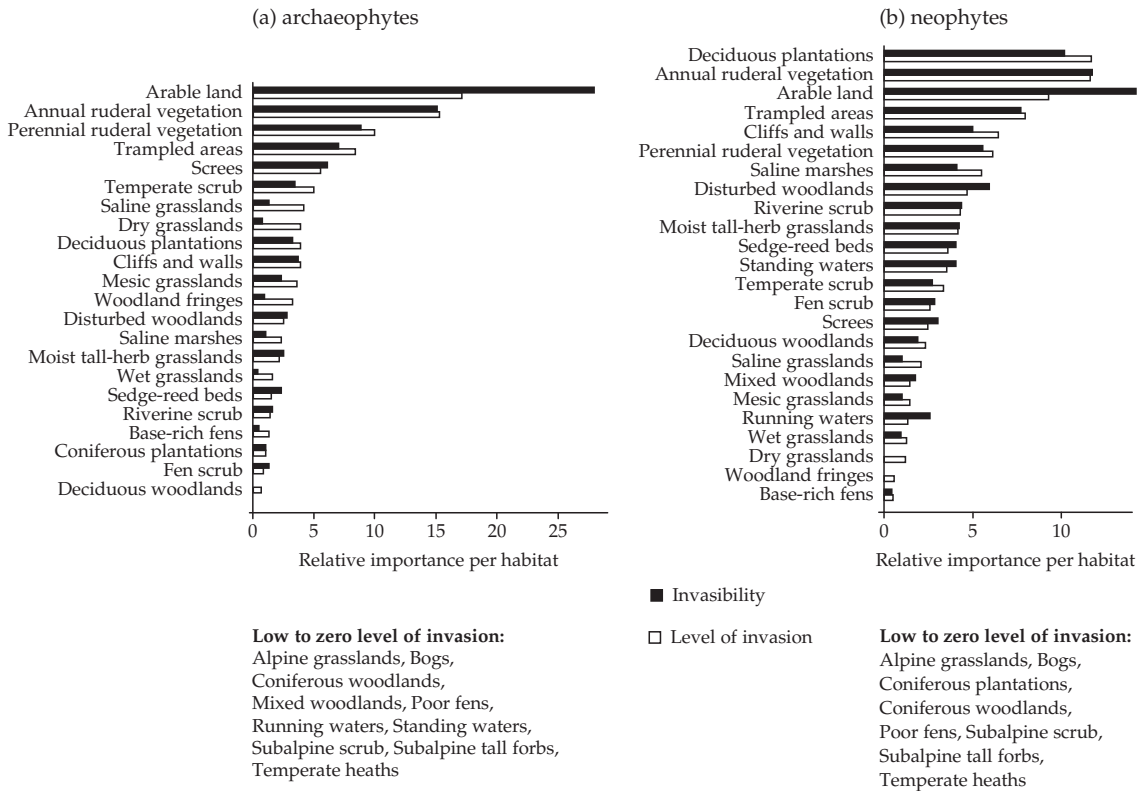 (a) archaeophytes
Arable land
Annual ruderal vegetation
Perennial ruderal vegetation
Trampled areas
Screes
Temperate scrub
Saline grasslands
Dry grasslands
Deciduous plantations
Cliffs and walls
Mesic grasslands
Woodland fringes
Disturbed woodlands
Saline marshes
Moist tall-herb grasslands
Wet grasslands
Sedge-reed beds
Riverine scrub
Base-rich fens
Coniferous plantations
Fen scrub
Deciduous woodlands
0 5 10 15 20 25
Relative importance per habitat
Low to zero level of invasion:
Alpine grasslands, Bogs,
Coniferous woodlands,
Mixed woodlands, Poor fens,
Running waters, Standing waters,
Subalpine scrub, Subalpine tall forbs,
Temperate heaths
(b) neophytes
Deciduous plantations
Annual ruderal vegetation
Arable land
Trampled areas
Cliffs and walls
Perennial ruderal vegetation
Saline marshes
Disturbed woodlands
Riverine scrub
Moist tall-herb grasslands
Sedge-reed beds
Standing waters
Temperate scrub
Fen scrub
Screes
Deciduous woodlands
Saline grasslands
Mixed woodlands
Mesic grasslands
Running waters
Wet grasslands
Dry grasslands
Woodland fringes
Base-rich fens
0 5 10
Relative importance per habitat
Invasibility
Level of invasion
Low to zero level of invasion:
Alpine grasslands, Bogs,
Coniferous plantations,
Coniferous woodlands,
Poor fens, Subalpine scrub,
Subalpine tall forbs,
Temperate heaths